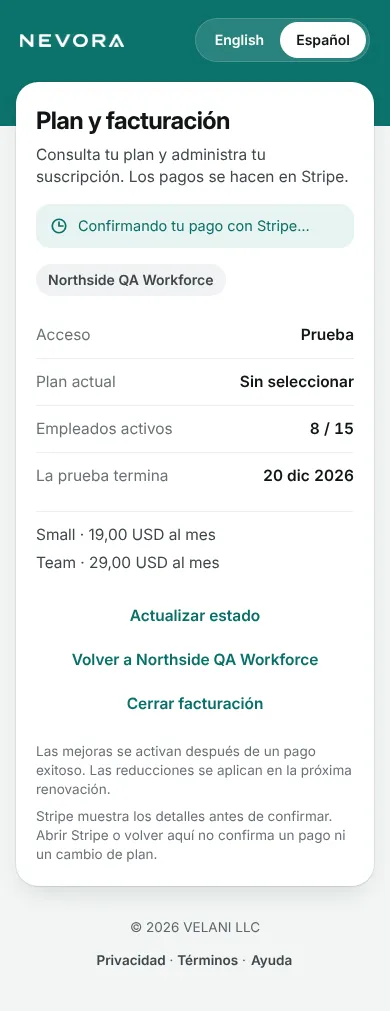 NEVORA
English Español
Plan y facturación
Consulta tu plan y administra tu
suscripción. Los pagos se hacen en Stripe.
Confirmando tu pago con Stripe...
Northside QA Workforce
Acceso Prueba
Plan actual Sin seleccionar
Empleados activos 8 / 15
La prueba termina 20 dic 2026
Small · 19,00 USD al mes
Team · 29,00 USD al mes
Actualizar estado
Volver a Northside QA Workforce
Cerrar facturación
Las mejoras se activan después de un pago
exitoso. Las reducciones se aplican en la próxima
renovación.
Stripe muestra los detalles antes de confirmar.
Abrir Stripe o volver aquí no confirma un pago ni
un cambio de plan.
© 2026 VELANI LLC
Privacidad · Términos · Ayuda